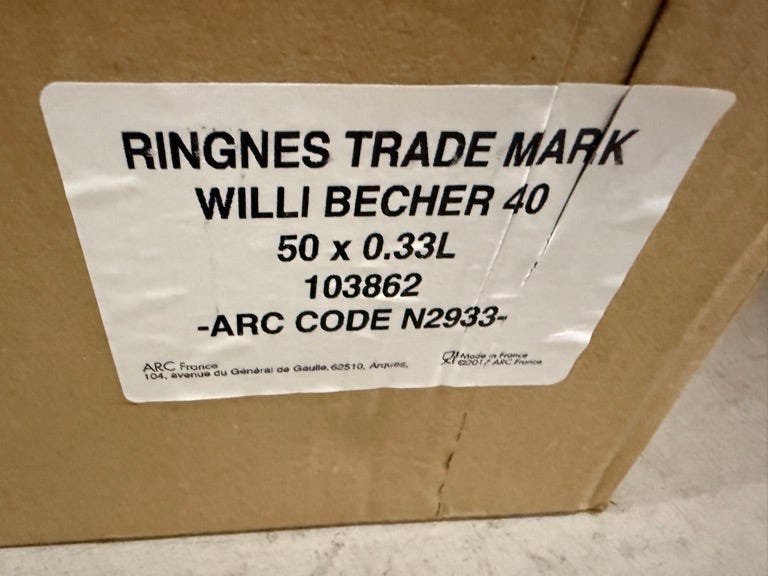 RINGNES TRADE MARK
WILLI BECHER 40
50 x 0.33L
103862
-ARC CODE N2933-
ARC France
104, avenue du Général de Gaulle, 62510, Arques,
Made in France
©2017 ARC France